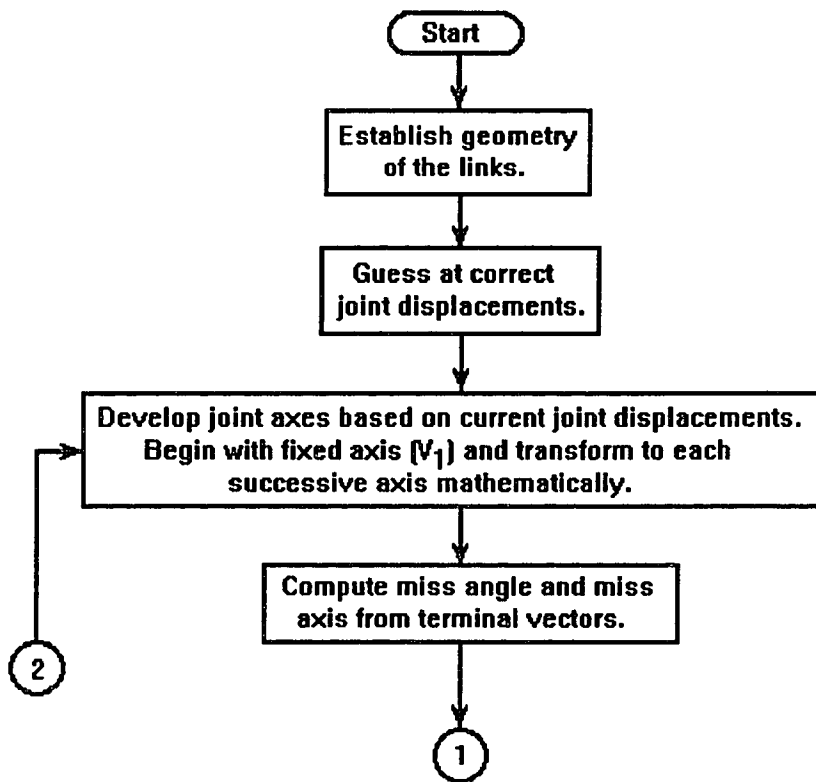 Start
Establish geometry
of the links.
Guess at correct
joint displacements.
Develop joint axes based on current joint displacements.
Begin with fixed axis (V1) and transform to each
successive axis mathematically.
Compute miss angle and miss
axis from terminal vectors.
2
1